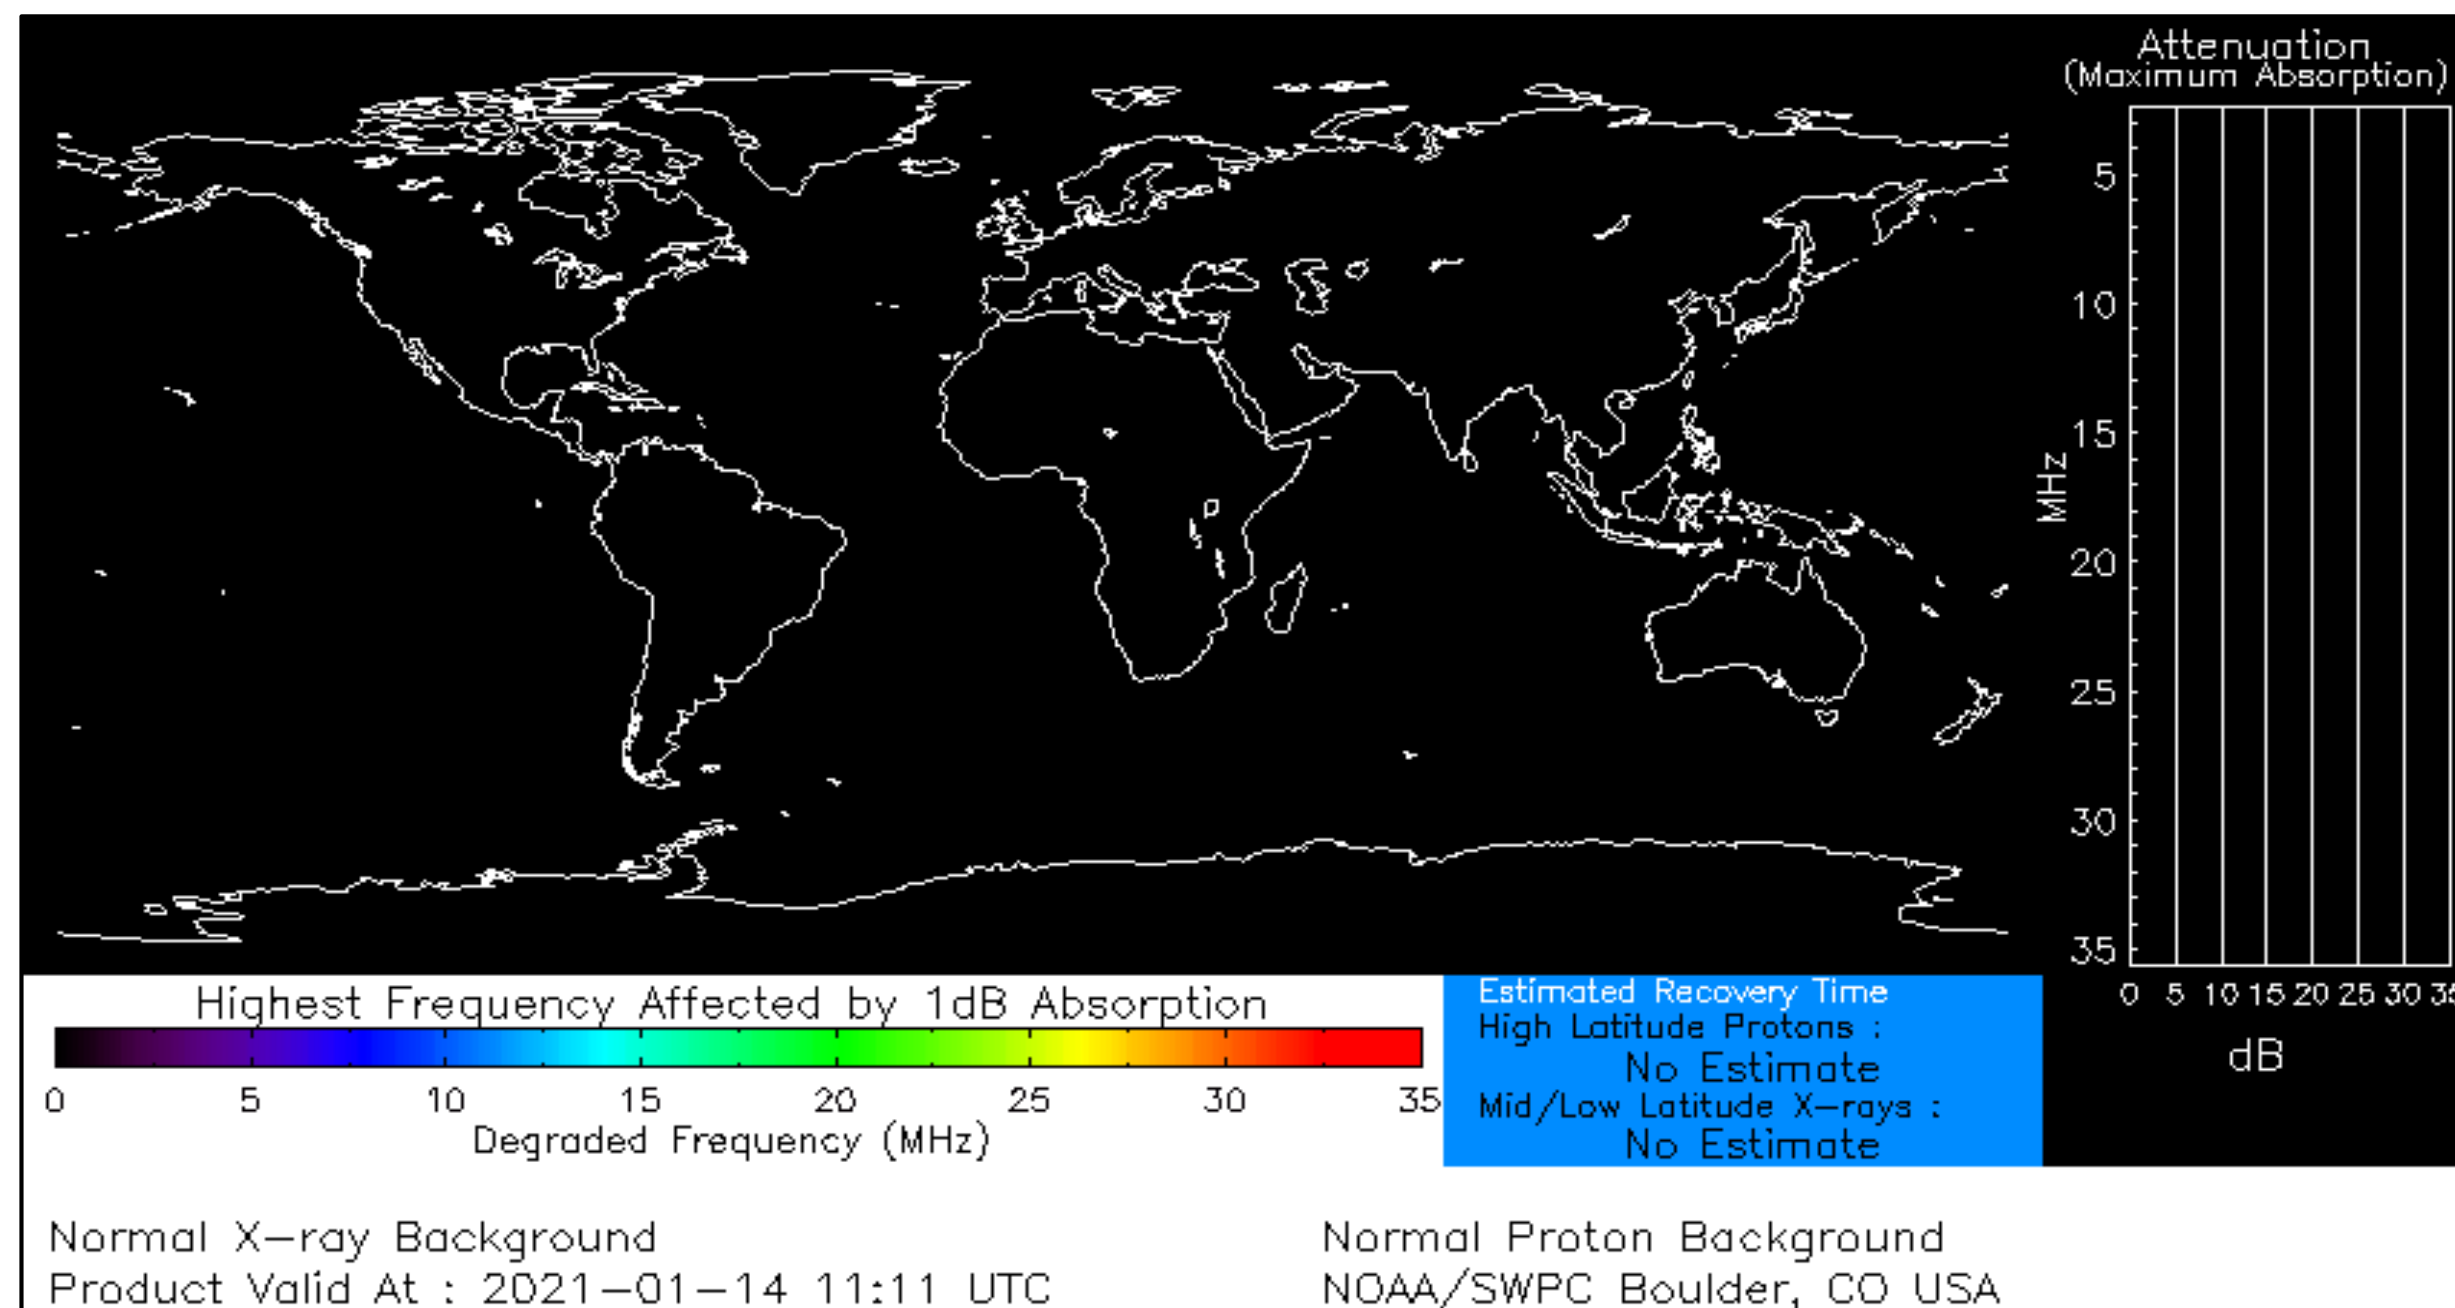 Attenuation
(Maximum Absorption)
5
10
15
20
25
30
35
MHz
0 5 10 15 20 25 30 35
dB
Highest Frequency Affected by 1dB Absorption
0 5 10 15 20 25 30 35
Degraded Frequency (MHz)
Estimated Recovery Time
High Latitude Protons :
No Estimate
Mid/Low Latitude X-rays :
No Estimate
Normal X-ray Background
Normal Proton Background
Product Valid At : 2021-01-14 11:11 UTC
NOAA/SWPC Boulder, CO USA